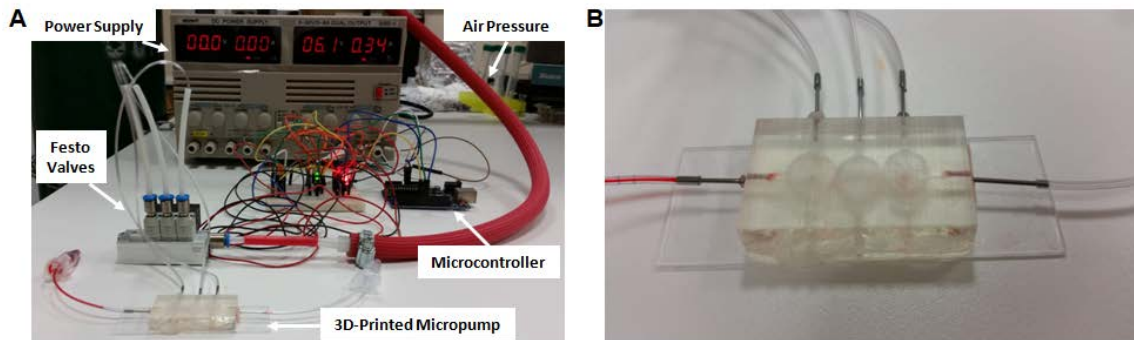 A
B
Power Supply
Air Pressure
DC POWER SUPPLY
00.0 0.00 06.1 0.34
Festo
Valves
Microcontroller
3D-Printed Micropump